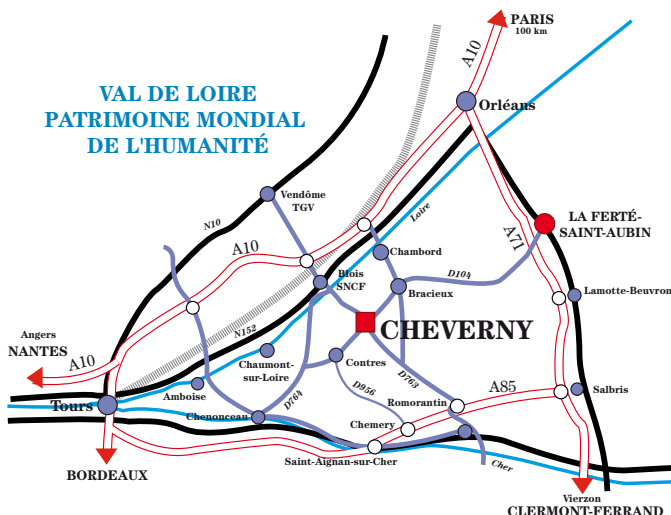 PARIS
100 km
A10
VAL DE LOIRE
PATRIMOINE MONDIAL
DE L'HUMANITÉ
Orléans
Vendôme
TGV
N10
Loire
LA FERTÉ-
SAINT-AUBIN
A10
A71
Chambord
D104
Blois
SNCF
Bracieux
Lamotte-Beuvron
N152
CHEVERNY
Angers
NANTES
A10
Chaumont-
sur-Loire
Contres
D763
Amboise
D956
A85
Salbris
D764
Romorantin
Tours
Chenonceau
Chemery
Saint-Aignan-sur-Cher
Cher
BORDEAUX
Vierzon
CLERMONT-FERRAND